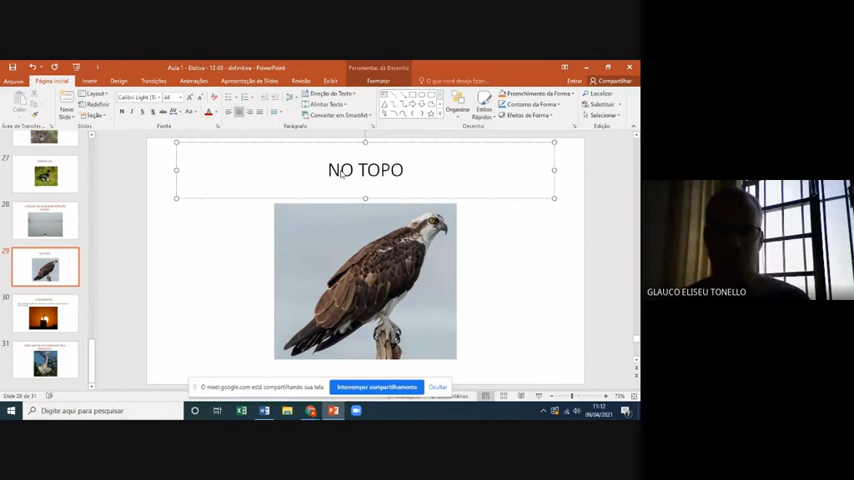 Aula 1 - Eletiva - 12-03 - definitiva - PowerPoint
Ferramentas de Desenho
Arquivo Página Inicial Inserir Design Transições Animações Apresentação de Slides Revisão Exibir Formatar O que você deseja fazer...
Entrar Compartilhar
Colar
Novo Slide
Layout
Redefinir
Seção
Calibri Light (Tít 44
N
Direção do Texto
Alinhar Texto
Converter em SmartArt
Organizar
Estilos Rápidos
Preenchimento da Forma
Contorno da Forma
Efeitos de Forma
Localizar
Substituir
Selecionar
Área de Transfer...
Slides
Fonte
Parágrafo
Desenho
Edição
27
28
29
30
31
NO TOPO
GLAUCO ELISEU TONELLO
O meet.google.com está compartilhando sua tela.
Interromper compartilhamento
Ocultar
Slide 29 de 31
73%
Digite aqui para pesquisar
11:12
09/04/2021